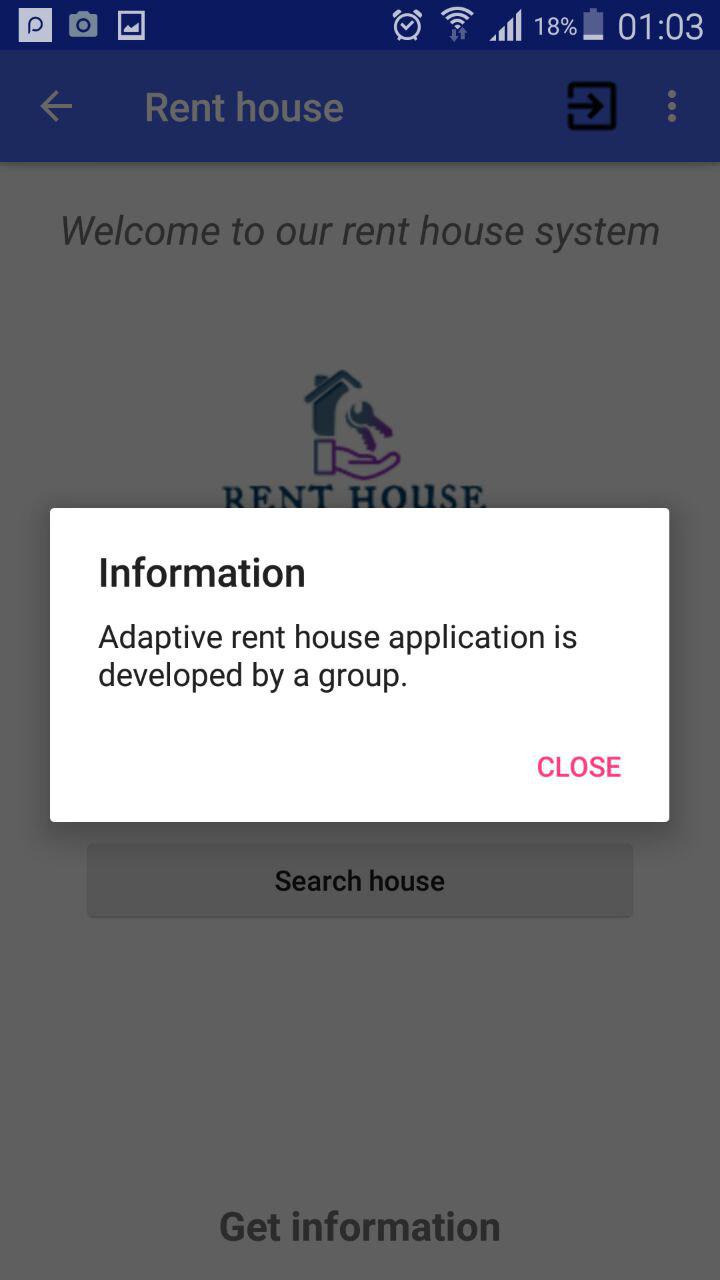 18% 01:03
Rent house
Welcome to our rent house system
RENT HOUSE
Information
Adaptive rent house application is
developed by a group.
CLOSE
Search house
Get information